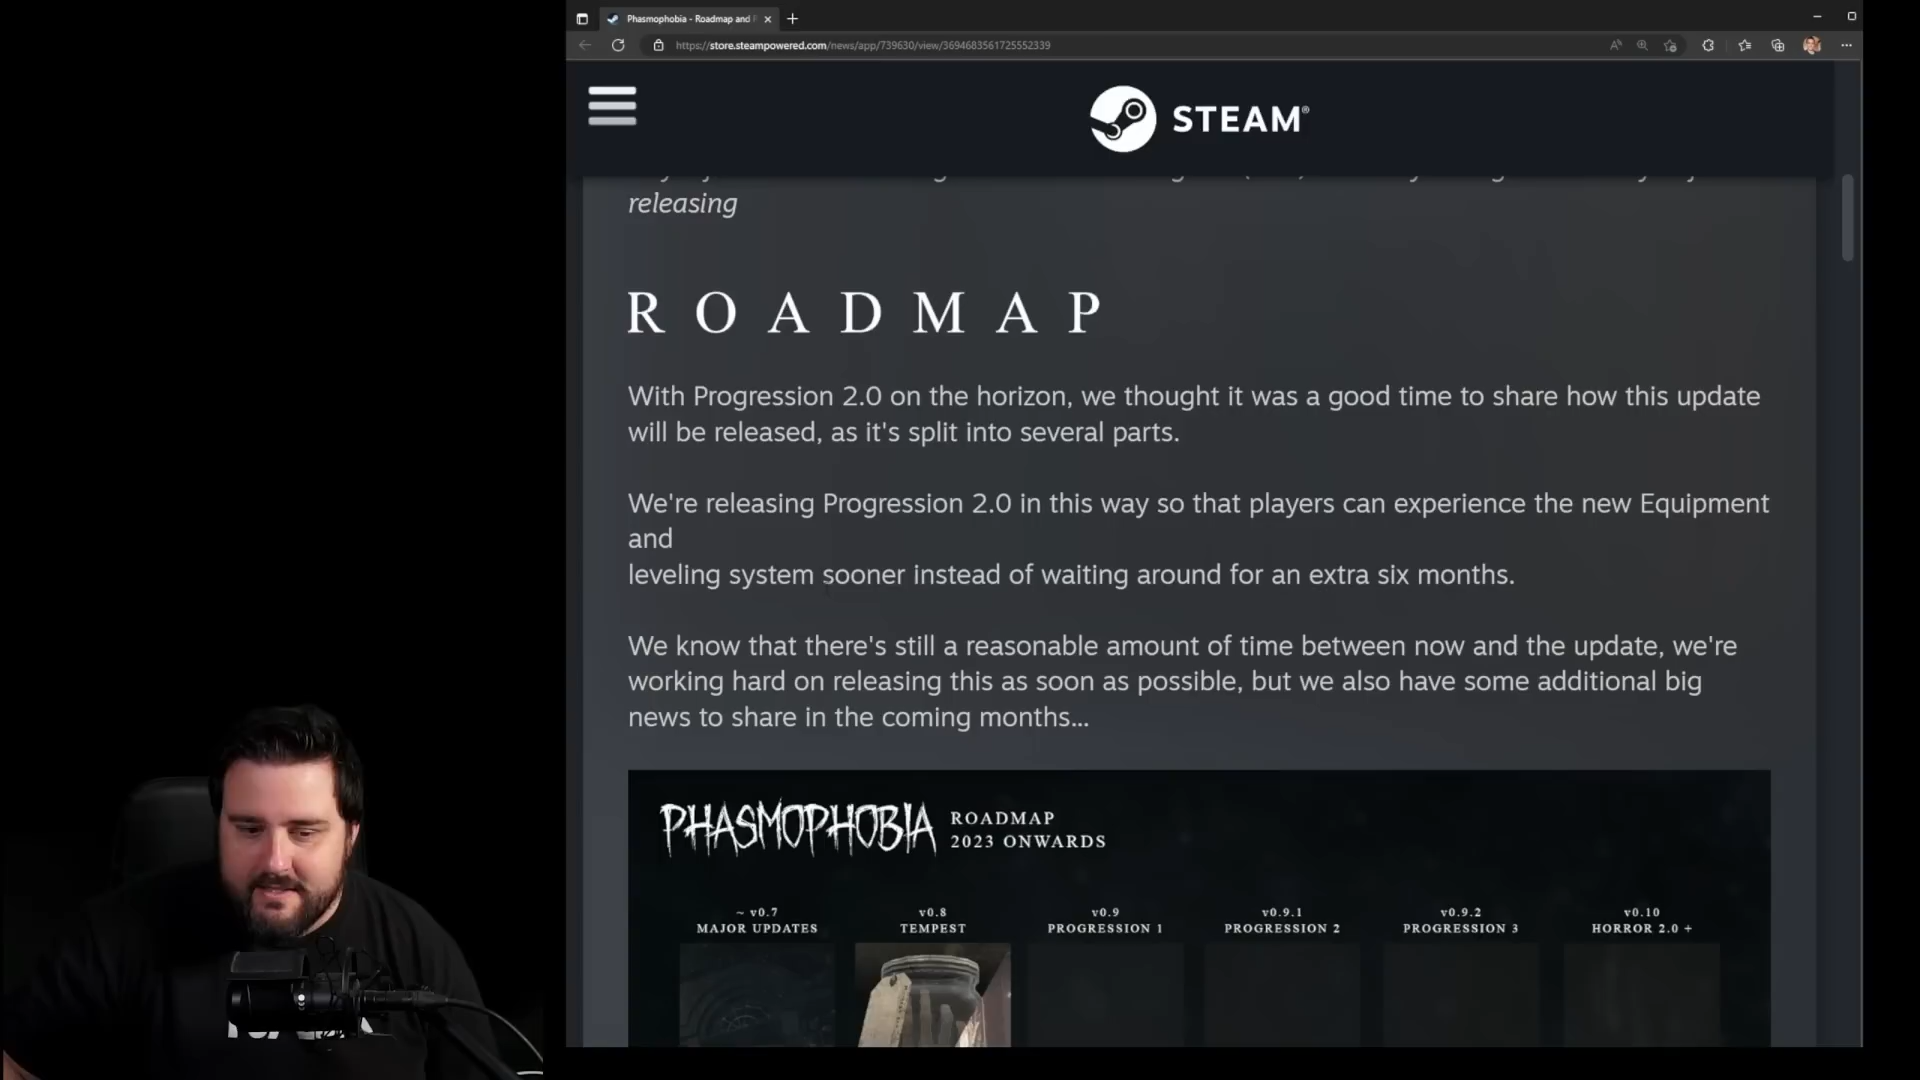 Phasmophobia - Roadmap and
https://store.steampowered.com/news/app/739630/view/3694683561725552339
STEAM®
releasing
ROADMAP
With Progression 2.0 on the horizon, we thought it was a good time to share how this update
will be released, as it's split into several parts.
We're releasing Progression 2.0 in this way so that players can experience the new Equipment
and
leveling system sooner instead of waiting around for an extra six months.
We know that there's still a reasonable amount of time between now and the update, we're
working hard on releasing this as soon as possible, but we also have some additional big
news to share in the coming months...
PHASMOPHOBIA
ROADMAP
2023 ONWARDS
~ v0.7
MAJOR UPDATES
v0.8
TEMPEST
v0.9
PROGRESSION 1
v0.9.1
PROGRESSION 2
v0.9.2
PROGRESSION 3
v0.10
HORROR 2.0 +